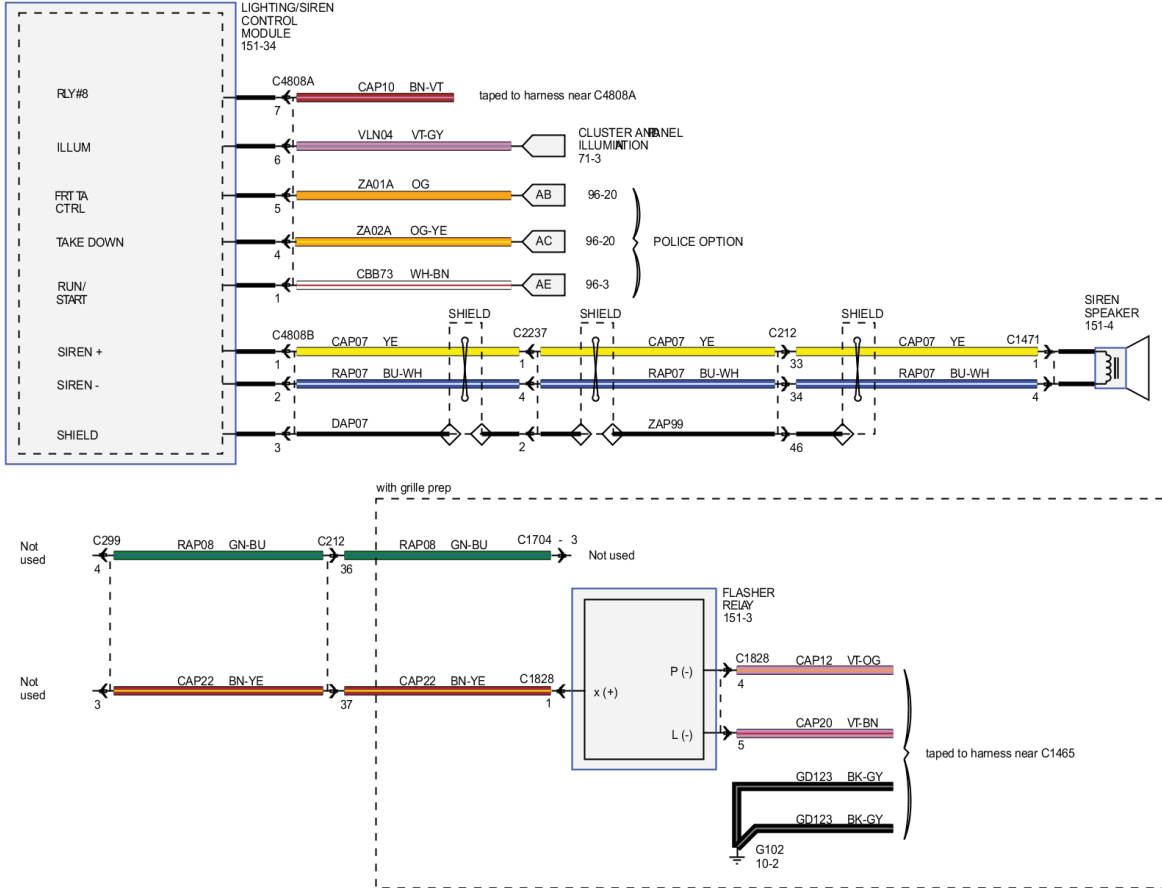 LIGHTING/SIREN
CONTROL
MODULE
151-34
RLY#8
C4808A
7
CAP10 BN-VT
taped to harness near C4808A
ILLUM
6
VLN04 VT-GY
CLUSTER AND PANEL
ILLUMINATION
71-3
FRT TA
CTRL
5
ZA01A OG
AB
96-20
TAKE DOWN
4
ZA02A OG-YE
AC
96-20
POLICE OPTION
RUN/
START
1
CBB73 WH-BN
AE
96-3
SIREN
SPEAKER
151-4
SHIELD
SHIELD
SHIELD
SIREN +
C4808B
1
CAP07 YE
C2237
1
CAP07 YE
C212
33
CAP07 YE
C1471
1
SIREN -
2
RAP07 BU-WH
4
RAP07 BU-WH
34
RAP07 BU-WH
4
SHIELD
3
DAP07
2
ZAP99
46
with grille prep
Not
used
C299
4
RAP08 GN-BU
C212
36
RAP08 GN-BU
C1704 - 3
Not used
FLASHER
RELAY
151-3
Not
used
3
CAP22 BN-YE
37
CAP22 BN-YE
C1828
1
x (+)
P (-)
C1828
4
CAP12 VT-OG
L (-)
5
CAP20 VT-BN
taped to harness near C1465
GD123 BK-GY
GD123 BK-GY
G102
10-2